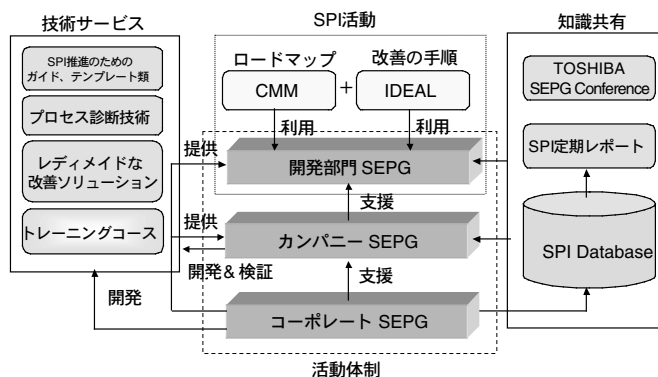 技術サービス
SPI推進のための
ガイド、テンプレート類
プロセス診断技術
レディメイドな
改善ソリューション
トレーニングコース
SPI活動
ロードマップ
改善の手順
CMM
+
IDEAL
利用
利用
提供
開発部門 SEPG
支援
提供
カンパニー SEPG
開発&検証
支援
開発
コーポレート SEPG
活動体制
知識共有
TOSHIBA
SEPG Conference
SPI定期レポート
SPI Database